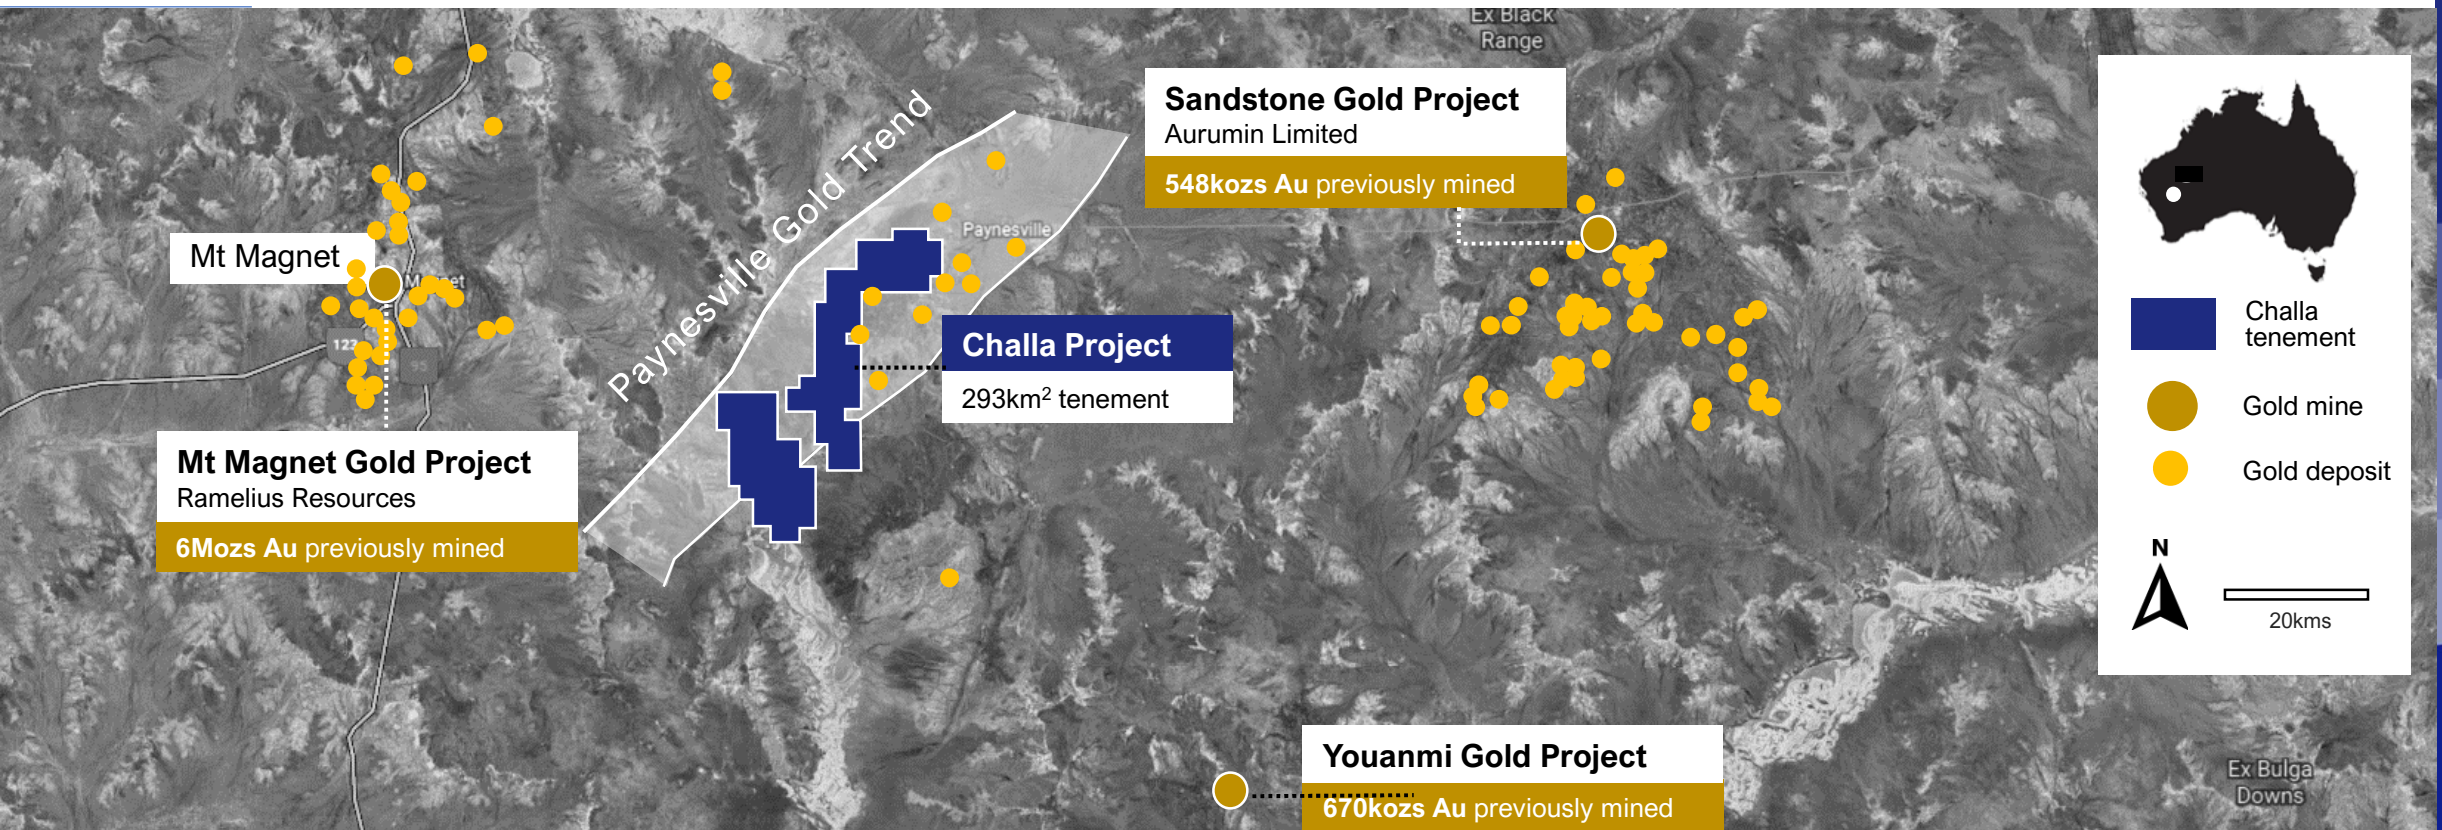 Ex Black
Range
Sandstone Gold Project
Aurumin Limited
548kozs Au previously mined
Paynesville Gold Trend
Paynesville
Mt Magnet
123
95
Challa Project
293km² tenement
Mt Magnet Gold Project
Ramelius Resources
6Mozs Au previously mined
Youanmi Gold Project
670kozs Au previously mined
Ex Bulga
Downs
Challa
tenement
Gold mine
Gold deposit
N
20kms